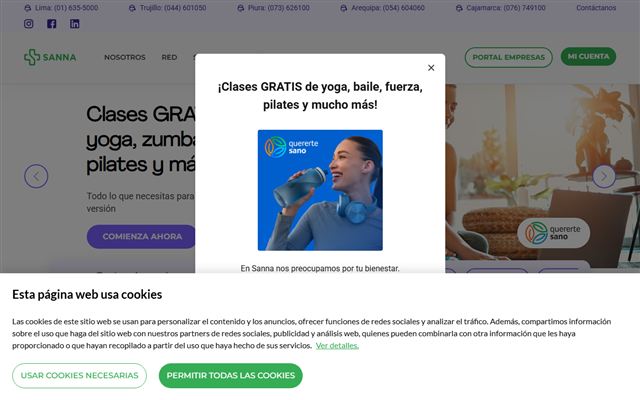 Lima: (01) 635-5000
Trujillo: (044) 601050
Piura: (073) 626100
Arequipa: (054) 604060
Cajamarca: (076) 749100
Contáctanos
SANNA
NOSOTROS
RED
PORTAL EMPRESAS
MI CUENTA
¡Clases GRATIS de yoga, baile, fuerza,
pilates y mucho más!
quererte
sano
En Sanna nos preocupamos por tu bienestar.
Clases GRA
yoga, zumba
pilates y má
Todo lo que necesitas para
versión
COMIENZA AHORA
quererte
sano
Esta página web usa cookies
Las cookies de este sitio web se usan para personalizar el contenido y los anuncios, ofrecer funciones de redes sociales y analizar el tráfico. Además, compartimos información
sobre el uso que haga del sitio web con nuestros partners de redes sociales, publicidad y análisis web, quienes pueden combinarla con otra información que les haya
proporcionado o que hayan recopilado a partir del uso que haya hecho de sus servicios. Ver detalles.
USAR COOKIES NECESARIAS
PERMITIR TODAS LAS COOKIES